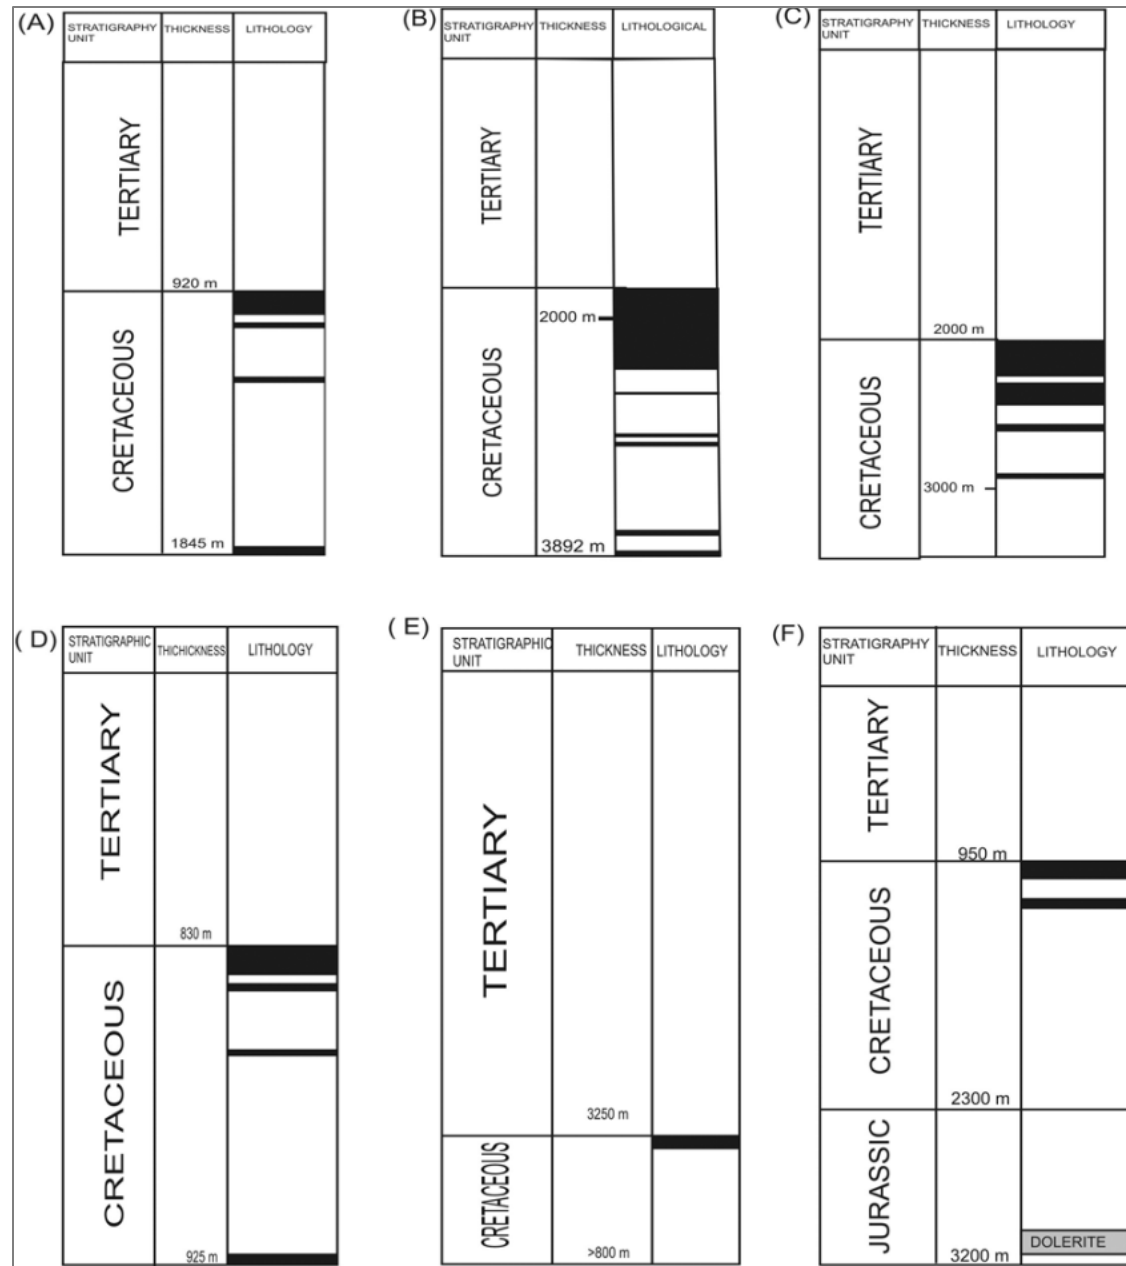 (A)
STRATIGRAPHY
UNIT
THICKNESS
LITHOLOGY
TERTIARY
920 m
CRETACEOUS
1845 m
(B)
STRATIGRAPHY
UNIT
THICKNESS
LITHOLOGICAL
TERTIARY
2000 m
CRETACEOUS
3892 m
(C)
STRATIGRAPHY
UNIT
THICKNESS
LITHOLOGY
TERTIARY
2000 m
CRETACEOUS
3000 m
( D)
STRATIGRAPHIC
UNIT
THICHICKNESS
LITHOLOGY
TERTIARY
830 m
CRETACEOUS
925 m
( E)
STRATIGRAPHIC
UNIT
THICKNESS
LITHOLOGY
TERTIARY
3250 m
CRETACEOUS
>800 m
(F)
STRATIGRAPHY
UNIT
THICKNESS
LITHOLOGY
TERTIARY
950 m
CRETACEOUS
2300 m
JURASSIC
DOLERITE
3200 m